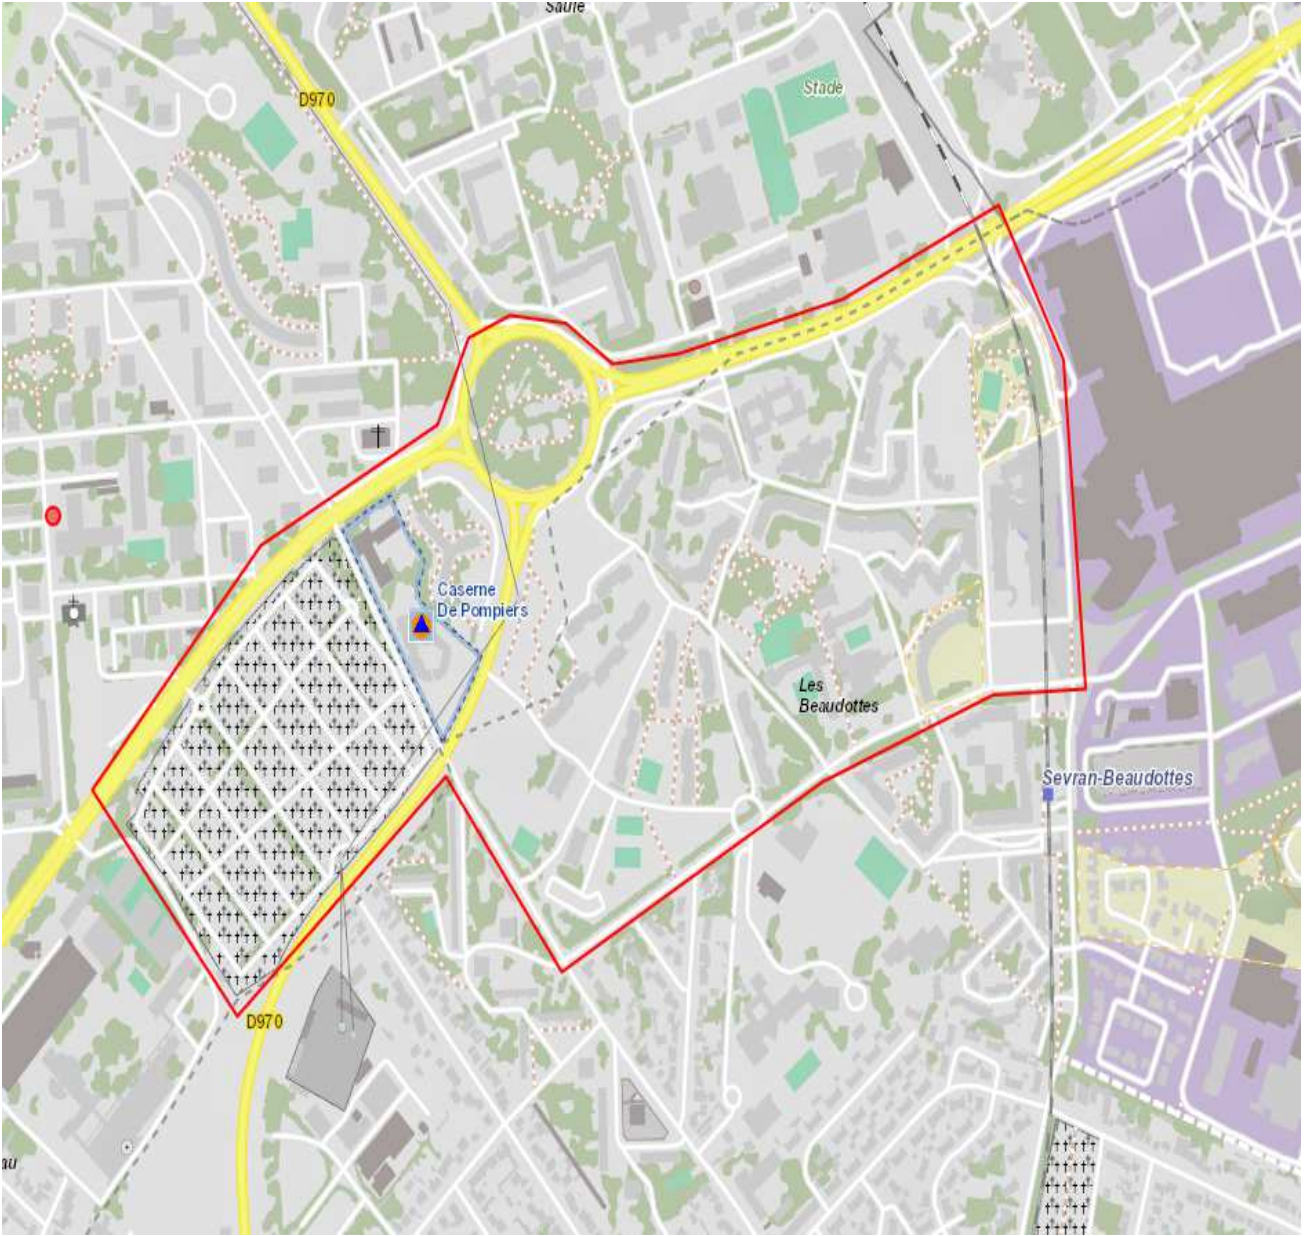 Saule
D970
Stade
Caserne
De Pompiers
Les
Beaudottes
Sevran-Beaudottes
D970
au